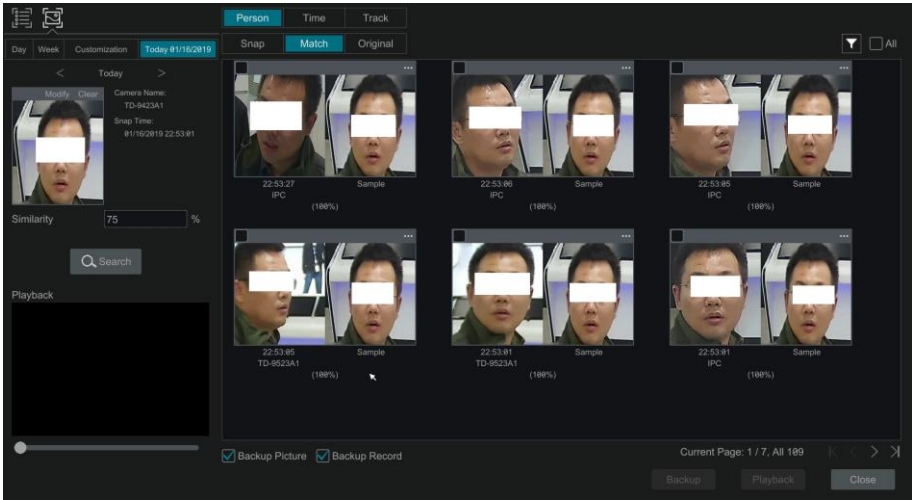 Person Time Track
Day Week Customization Today 01/16/2019
Snap Match Original
All
< Today >
Modify Clear
Camera Name:
TD-9423A1
Snap Time:
01/16/2019 22:53:01
22:53:27 Sample
IPC
(100%)
22:53:06 Sample
IPC
(100%)
22:53:05 Sample
IPC
(100%)
Similarity 75 %
Search
Playback
22:53:05 Sample
TD-9523A1
(100%)
22:53:01 Sample
TD-9523A1
(100%)
22:53:01 Sample
IPC
(100%)
Backup Picture Backup Record
Current Page: 1 / 7, All 109
Backup Playback Close